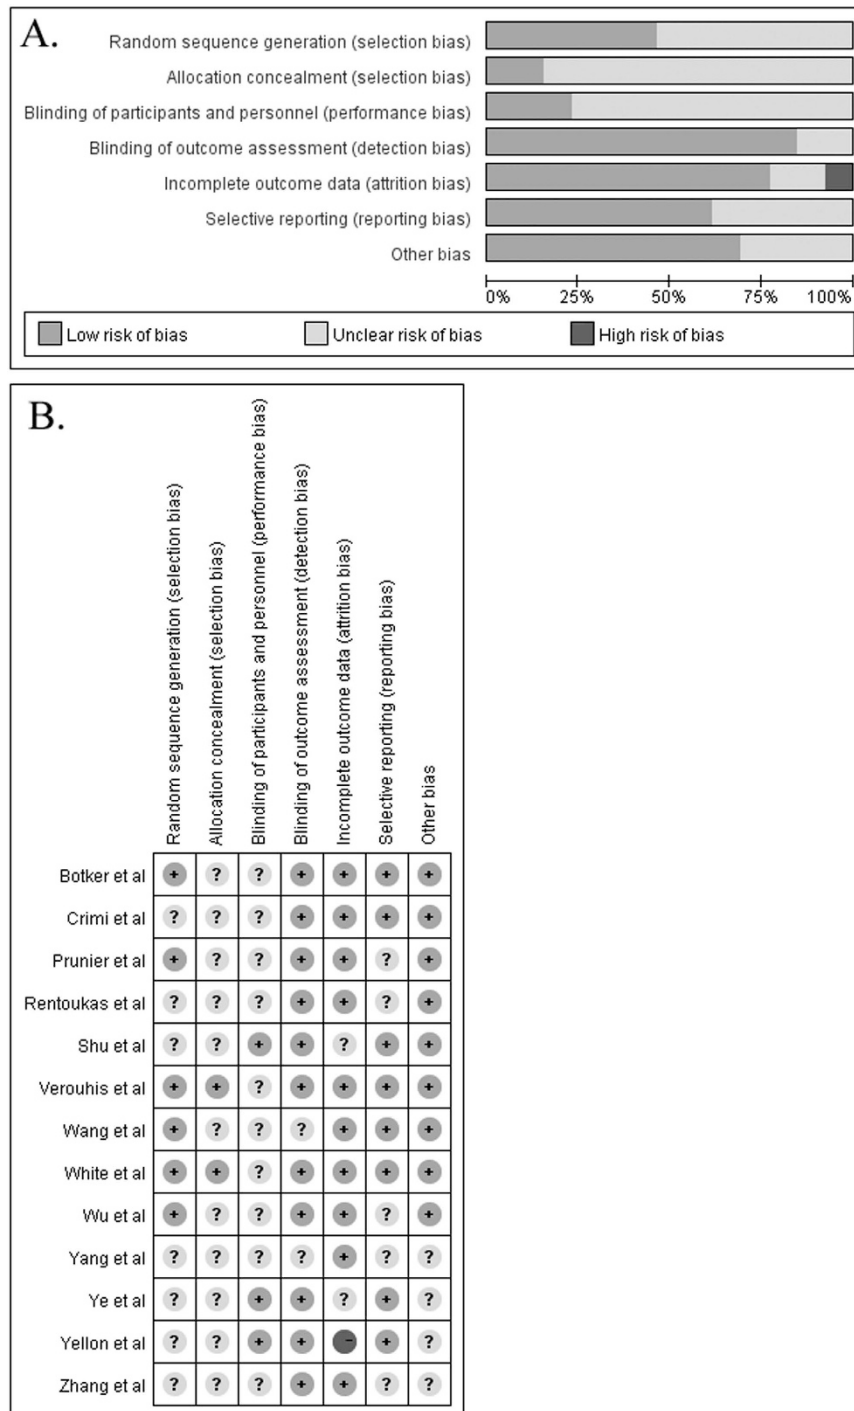 A.
Random sequence generation (selection bias)
Allocation concealment (selection bias)
Blinding of participants and personnel (performance bias)
Blinding of outcome assessment (detection bias)
Incomplete outcome data (attrition bias)
Selective reporting (reporting bias)
Other bias
0% 25% 50% 75% 100%
Low risk of bias Unclear risk of bias High risk of bias
B.
Random sequence generation (selection bias)
Allocation concealment (selection bias)
Blinding of participants and personnel (performance bias)
Blinding of outcome assessment (detection bias)
Incomplete outcome data (attrition bias)
Selective reporting (reporting bias)
Other bias
Botker et al + ? ? + + + +
Crimi et al ? ? ? + + + +
Prunier et al + ? ? + + ? +
Rentoukas et al ? ? ? + + ? +
Shu et al ? ? + + ? + +
Verouhis et al + + ? + + + +
Wang et al + ? ? ? + + +
White et al + + ? + + + +
Wu et al + ? ? + + ? +
Yang et al ? ? ? ? + ? ?
Ye et al ? ? + + ? + ?
Yellon et al ? ? + + - + ?
Zhang et al ? ? ? + + ? ?